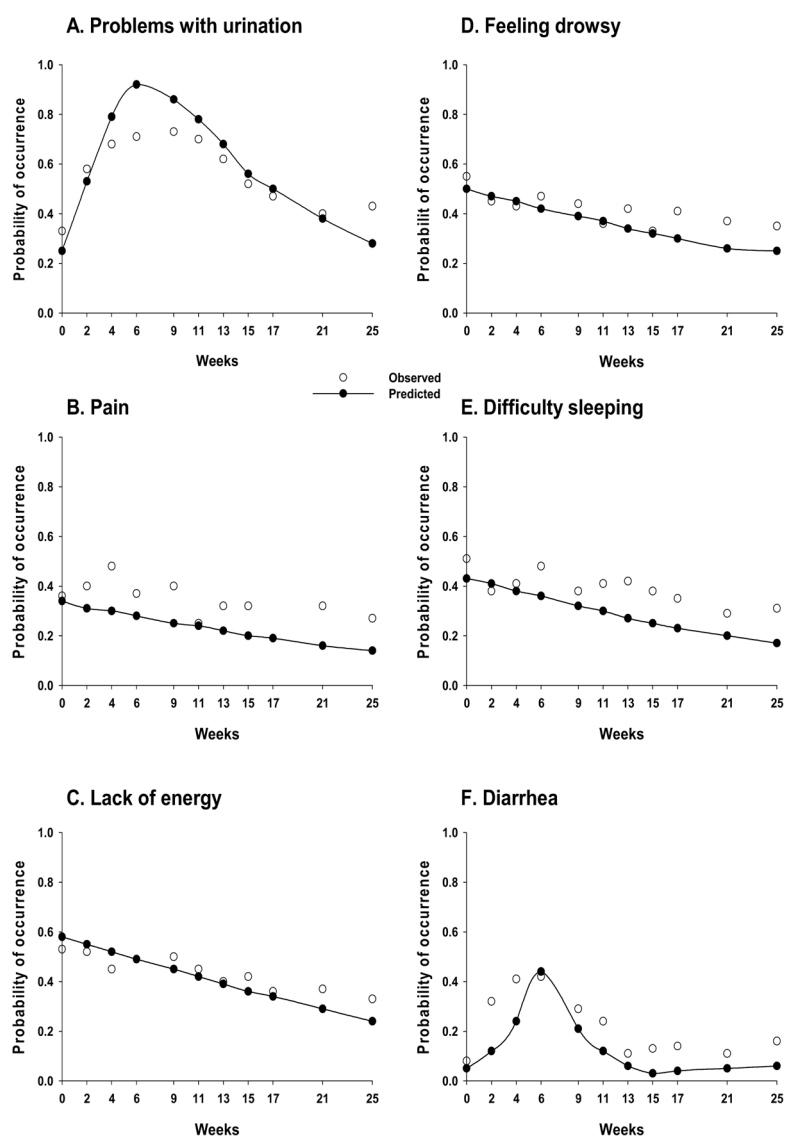 A. Problems with urination
1.0
0.8
0.6
0.4
0.2
0.0
Probability of occurrence
0 2 4 6 9 11 13 15 17 21 25
Weeks
D. Feeling drowsy
1.0
0.8
0.6
0.4
0.2
0.0
Probabilit of occurrence
0 2 4 6 9 11 13 15 17 21 25
Weeks
Observed
Predicted
B. Pain
1.0
0.8
0.6
0.4
0.2
0.0
Probability of occurrence
0 2 4 6 9 11 13 15 17 21 25
Weeks
E. Difficulty sleeping
1.0
0.8
0.6
0.4
0.2
0.0
Probability of occurrence
0 2 4 6 9 11 13 15 17 21 25
Weeks
C. Lack of energy
1.0
0.8
0.6
0.4
0.2
0.0
Probability of occurrence
0 2 4 6 9 11 13 15 17 21 25
Weeks
F. Diarrhea
1.0
0.8
0.6
0.4
0.2
0.0
Probability of occurrence
0 2 4 6 9 11 13 15 17 21 25
Weeks